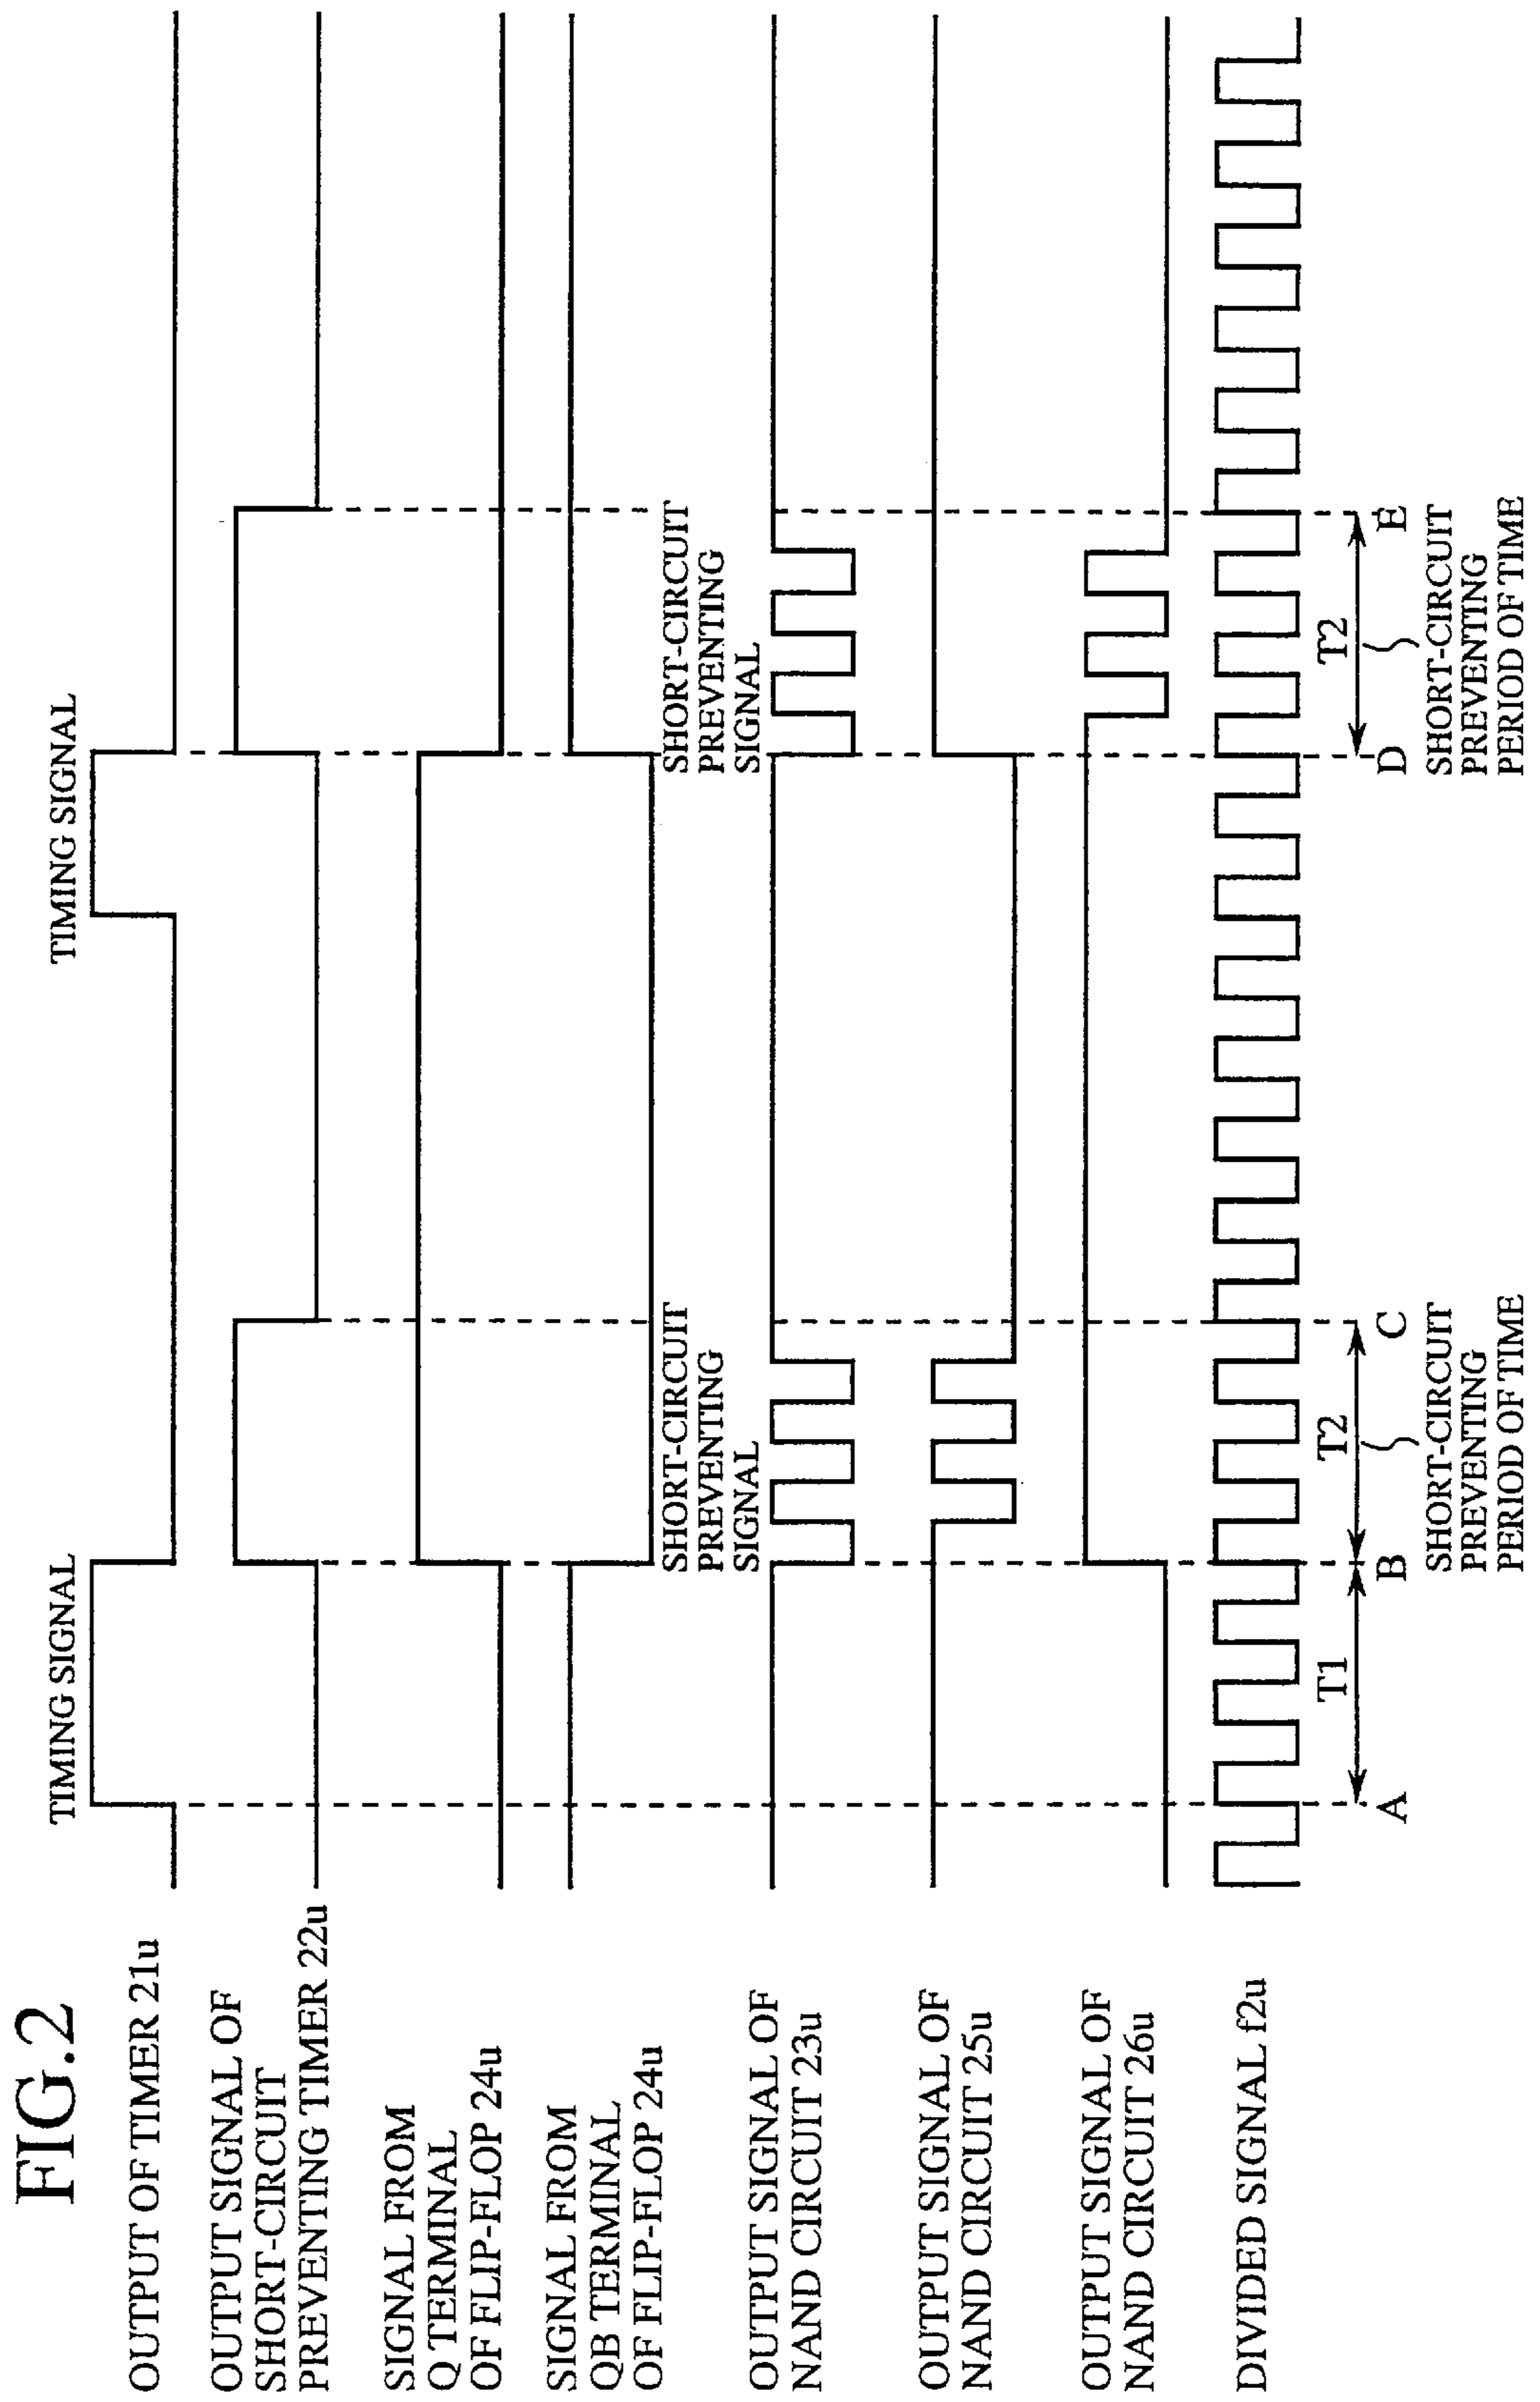 FIG.2
TIMING SIGNAL
TIMING SIGNAL
OUTPUT OF TIMER 21u
OUTPUT SIGNAL OF
SHORT-CIRCUIT
PREVENTING TIMER 22u
SIGNAL FROM
Q TERMINAL
OF FLIP-FLOP 24u
SIGNAL FROM
QB TERMINAL
OF FLIP-FLOP 24u
SHORT-CIRCUIT
PREVENTING
SIGNAL
SHORT-CIRCUIT
PREVENTING
SIGNAL
OUTPUT SIGNAL OF
NAND CIRCUIT 23u
OUTPUT SIGNAL OF
NAND CIRCUIT 25u
OUTPUT SIGNAL OF
NAND CIRCUIT 26u
DIVIDED SIGNAL f2u
T1
T2
T2
A
B
C
D
E
SHORT-CIRCUIT
PREVENTING
PERIOD OF TIME
SHORT-CIRCUIT
PREVENTING
PERIOD OF TIME